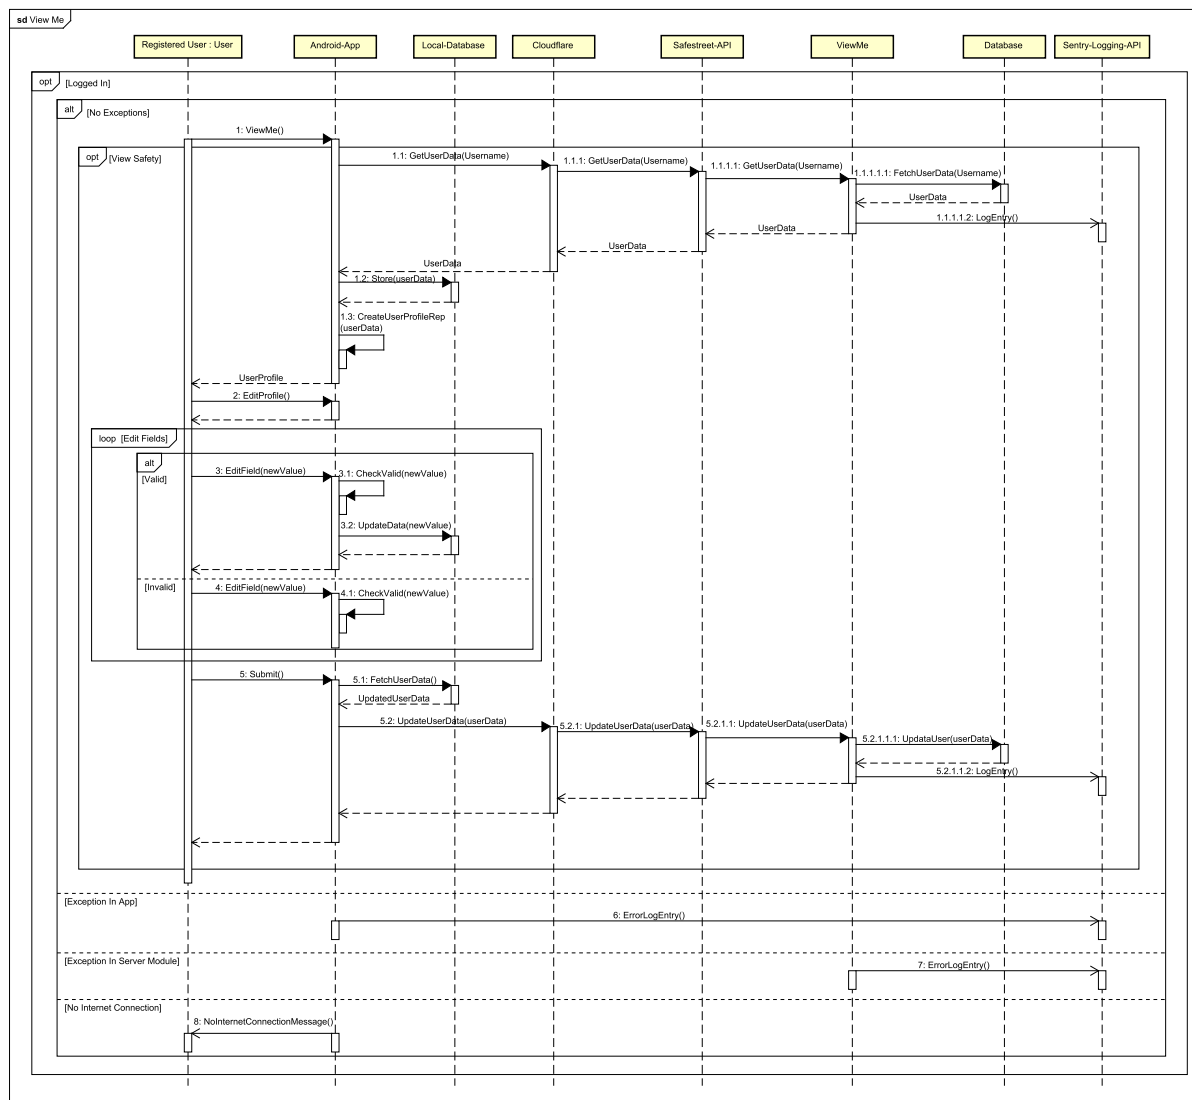 sd View Me
Registered User : User
Android-App
Local-Database
Cloudflare
Safestreet-API
ViewMe
Database
Sentry-Logging-API
opt [Logged In]
alt [No Exceptions]
1: ViewMe()
opt [View Safety]
1.1: GetUserData(Username)
1.1.1: GetUserData(Username)
1.1.1.1: GetUserData(Username)
1.1.1.1.1: FetchUserData(Username)
UserData
1.1.1.1.2: LogEntry()
UserData
UserData
UserData
1.2: Store(userData)
1.3: CreateUserProfileRep
(userData)
UserProfile
2: EditProfile()
loop [Edit Fields]
alt
[Valid]
3: EditField(newValue)
3.1: CheckValid(newValue)
3.2: UpdateData(newValue)
[Invalid]
4: EditField(newValue)
4.1: CheckValid(newValue)
5: Submit()
5.1: FetchUserData()
UpdatedUserData
5.2: UpdateUserData(userData)
5.2.1: UpdateUserData(userData)
5.2.1.1: UpdateUserData(userData)
5.2.1.1.1: UpdataUser(userData)
5.2.1.1.2: LogEntry()
[Exception In App]
6: ErrorLogEntry()
[Exception In Server Module]
7: ErrorLogEntry()
[No Internet Connection]
8: NoInternetConnectionMessage()